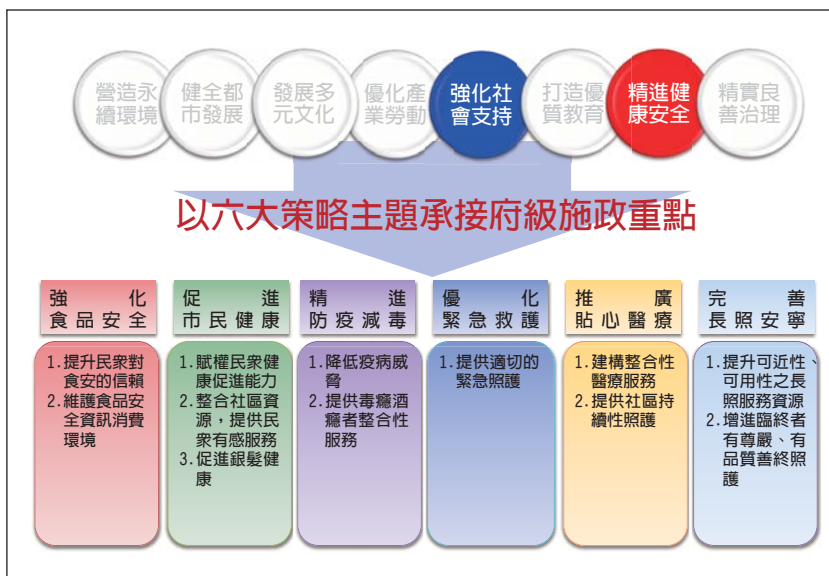 營造永
續環境
健全都
市發展
發展多
元文化
優化產
業勞動
強化社
會支持
打造優
質教育
精進健
康安全
精實良
善治理
以六大策略主題承接府級施政重點
強化
食品安全
1.提升民眾對
食安的信賴
2.維護食品安
全資訊消費
環境
促進
市民健康
1.賦權民眾健
康促進能力
2.整合社區資
源，提供民
眾有感服務
3.促進銀髮健
康
精進
防疫減毒
1.降低疫病威
脅
2.提供毒癮酒
癮者整合性
服務
優化
緊急救護
1.提供適切的
緊急照護
推廣
貼心醫療
1.建構整合性
醫療服務
2.提供社區持
續性照護
完善
長照安寧
1.提升可近性、
可用性之長
照服務資源
2.增進臨終者
有尊嚴、有
品質善終照
護